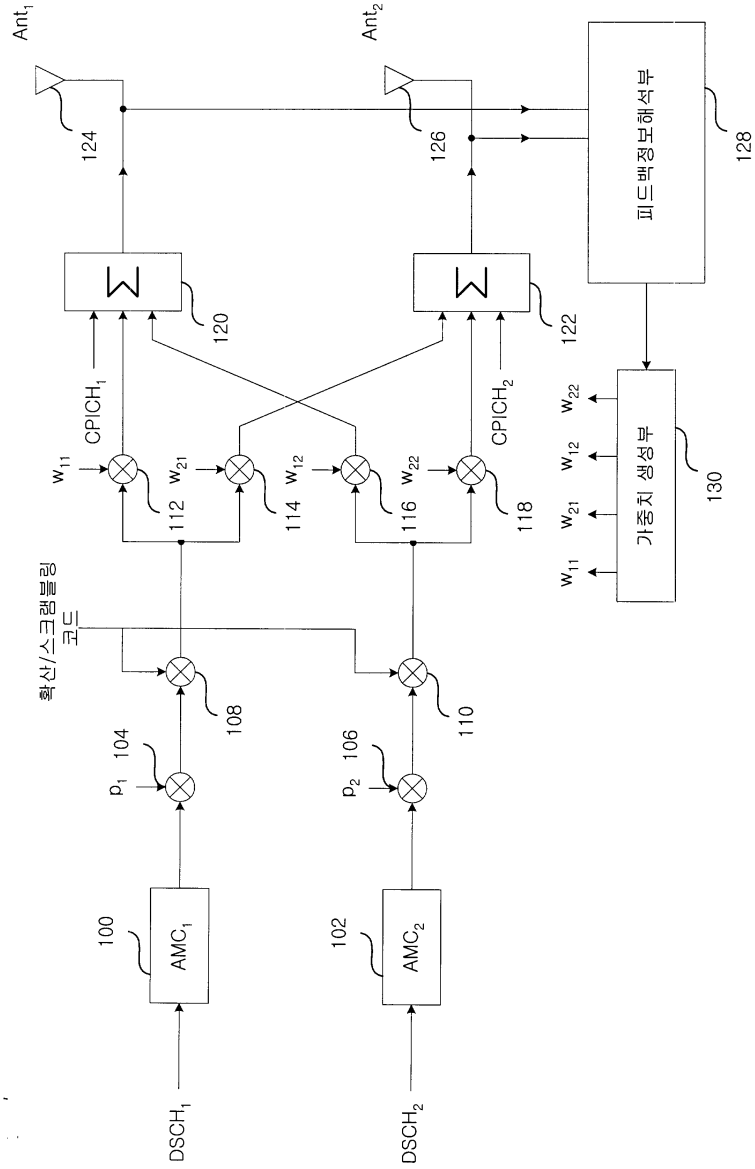 확산/스크램블링
코드
Ant₁
Ant₂
DSCH₁
100
AMC₁
p₁
104
108
w₁₁
112
w₂₁
114
CPICH₁
Σ
120
124
DSCH₂
102
AMC₂
p₂
106
110
w₁₂
116
w₂₂
118
CPICH₂
Σ
122
126
w₁₁
w₂₁
w₁₂
w₂₂
가중치 생성부
130
피드백정보해석부
128